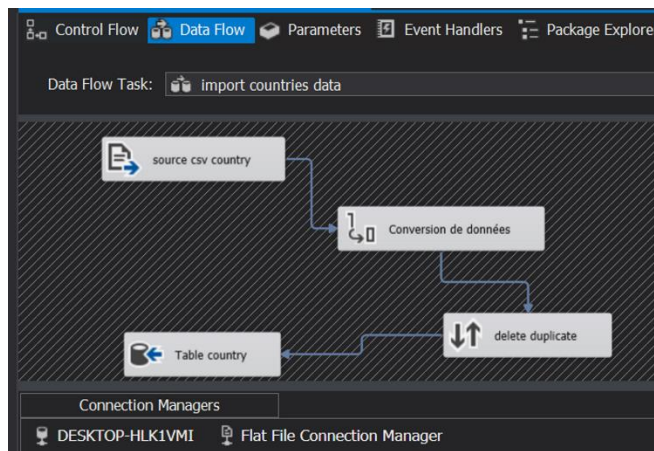 Control Flow Data Flow Parameters Event Handlers Package Explore
Data Flow Task: import countries data
source csv country
Conversion de données
delete duplicate
Table country
Connection Managers
DESKTOP-HLK1VMI Flat File Connection Manager